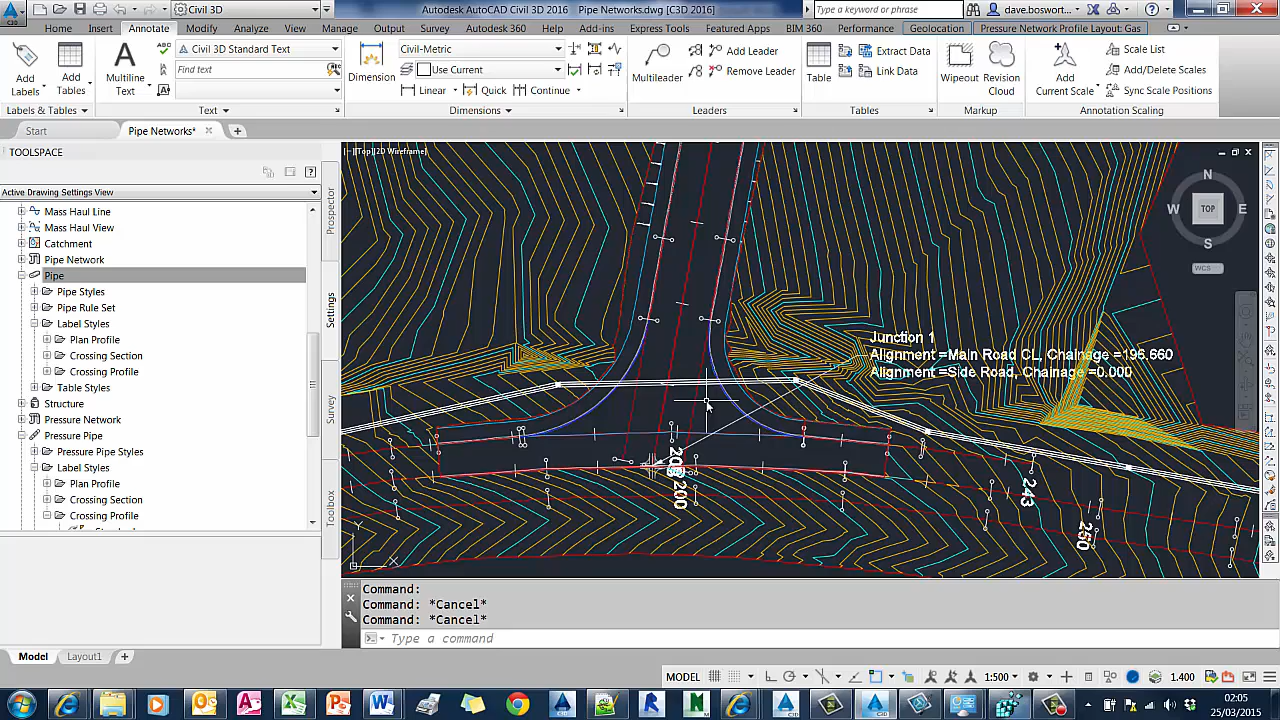 Civil 3D
Autodesk AutoCAD Civil 3D 2016 Pipe Networks.dwg [C3D 2016]
Type a keyword or phrase
dave.boswort...
Home Insert Annotate Modify Analyze View Manage Output Survey Autodesk 360 Help Add-ins Express Tools Featured Apps BIM 360 Performance Geolocation Pressure Network Profile Layout: Gas
Add Labels
Add Tables
Multiline Text
Civil 3D Standard Text
Find text
Dimension
Civil-Metric
Use Current
Linear Quick Continue
Multileader
Add Leader
Remove Leader
Table
Extract Data
Link Data
Wipeout
Revision Cloud
Add Current Scale
Scale List
Add/Delete Scales
Sync Scale Positions
Labels & Tables Text Dimensions Leaders Tables Markup Annotation Scaling
Start Pipe Networks*
TOOLSPACE
Active Drawing Settings View
Mass Haul Line
Mass Haul View
Catchment
Pipe Network
Pipe
Pipe Styles
Pipe Rule Set
Label Styles
Plan Profile
Crossing Section
Crossing Profile
Table Styles
Structure
Pressure Network
Pressure Pipe
Pressure Pipe Styles
Label Styles
Plan Profile
Crossing Section
Crossing Profile
Prospector
Settings
Survey
Toolbox
[-][Top][2D Wireframe]
N
W TOP E
S
WCS
Junction 1
Alignment =Main Road CL, Chainage =196.660
Alignment =Side Road, Chainage =0.000
200
243
250
Y
X
Command:
Command: *Cancel*
Command: *Cancel*
Type a command
Model Layout1
MODEL
1:500
1.400
02:05
25/03/2015